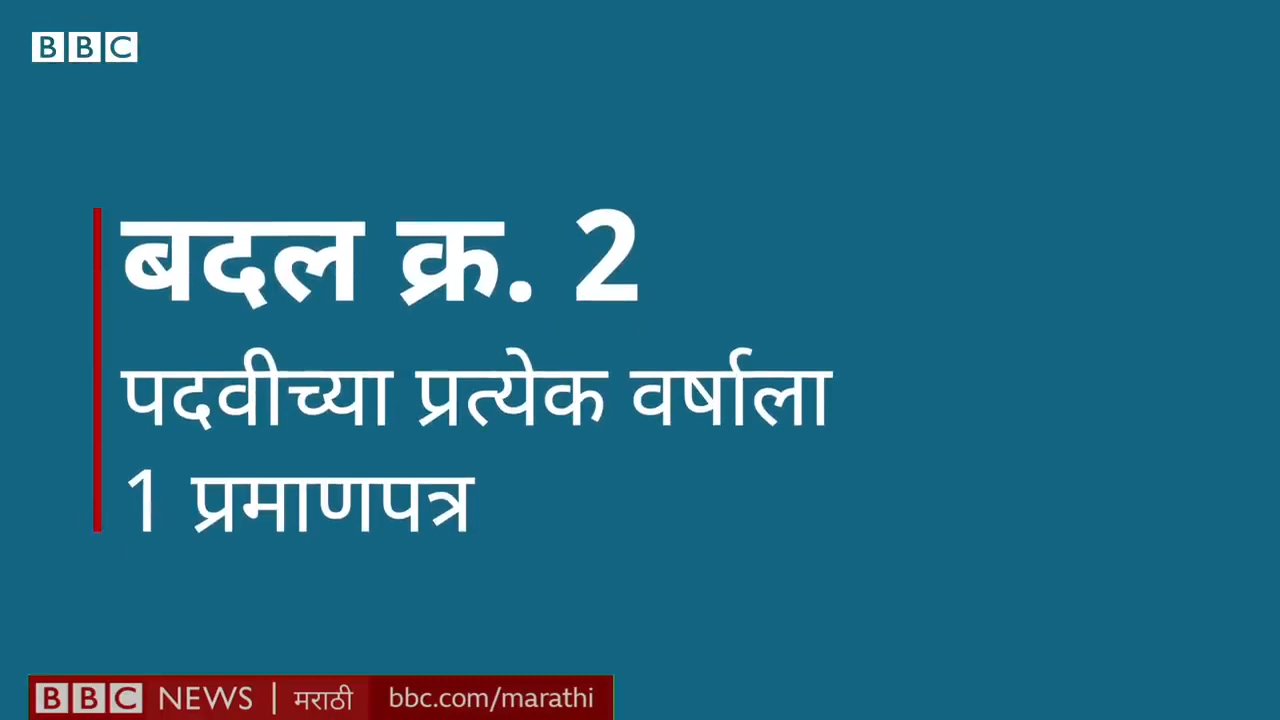 BBC
बदल क्र. 2
पदवीच्या प्रत्येक वर्षाला
1 प्रमाणपत्र
BBC NEWS | मराठी bbc.com/marathi